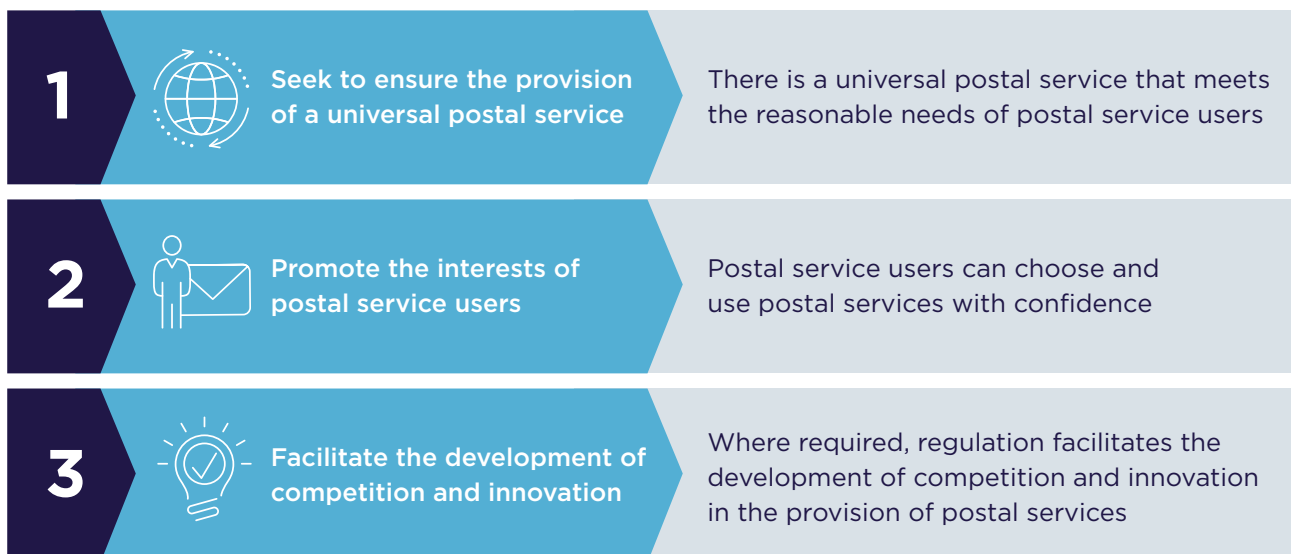 1
Seek to ensure the provision
of a universal postal service
There is a universal postal service that meets
the reasonable needs of postal service users
2
Promote the interests of
postal service users
Postal service users can choose and
use postal services with confidence
3
Facilitate the development of
competition and innovation
Where required, regulation facilitates the
development of competition and innovation
in the provision of postal services